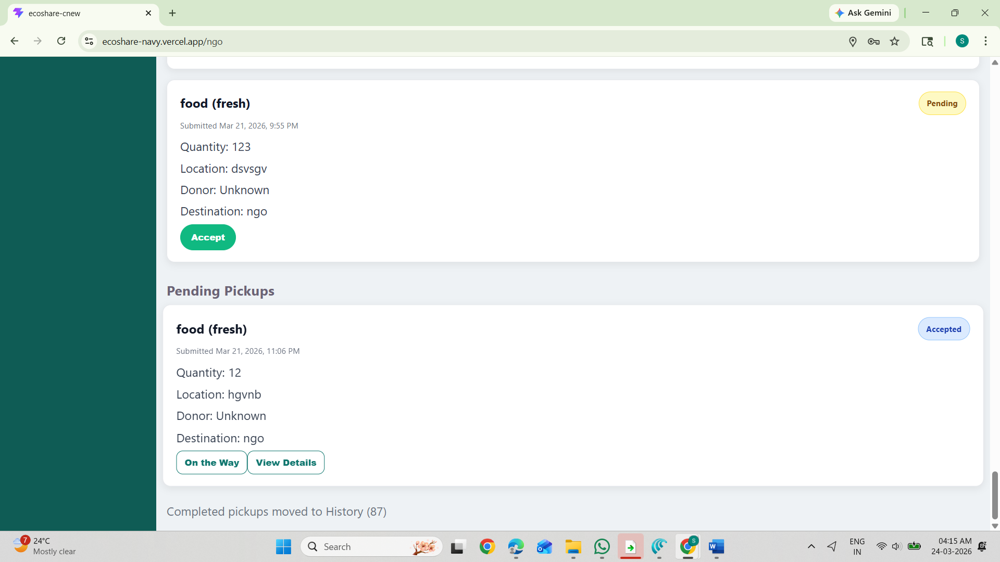 ecoshare-cnew
Ask Gemini
ecoshare-navy.vercel.app/ngo
S
food (fresh)
Pending
Submitted Mar 21, 2026, 9:55 PM
Quantity: 123
Location: dsvsgv
Donor: Unknown
Destination: ngo
Accept
Pending Pickups
food (fresh)
Accepted
Submitted Mar 21, 2026, 11:06 PM
Quantity: 12
Location: hgvnb
Donor: Unknown
Destination: ngo
On the Way
View Details
Completed pickups moved to History (87)
7
24°C
Mostly clear
Search
S
W
ENG
IN
04:15 AM
24-03-2026